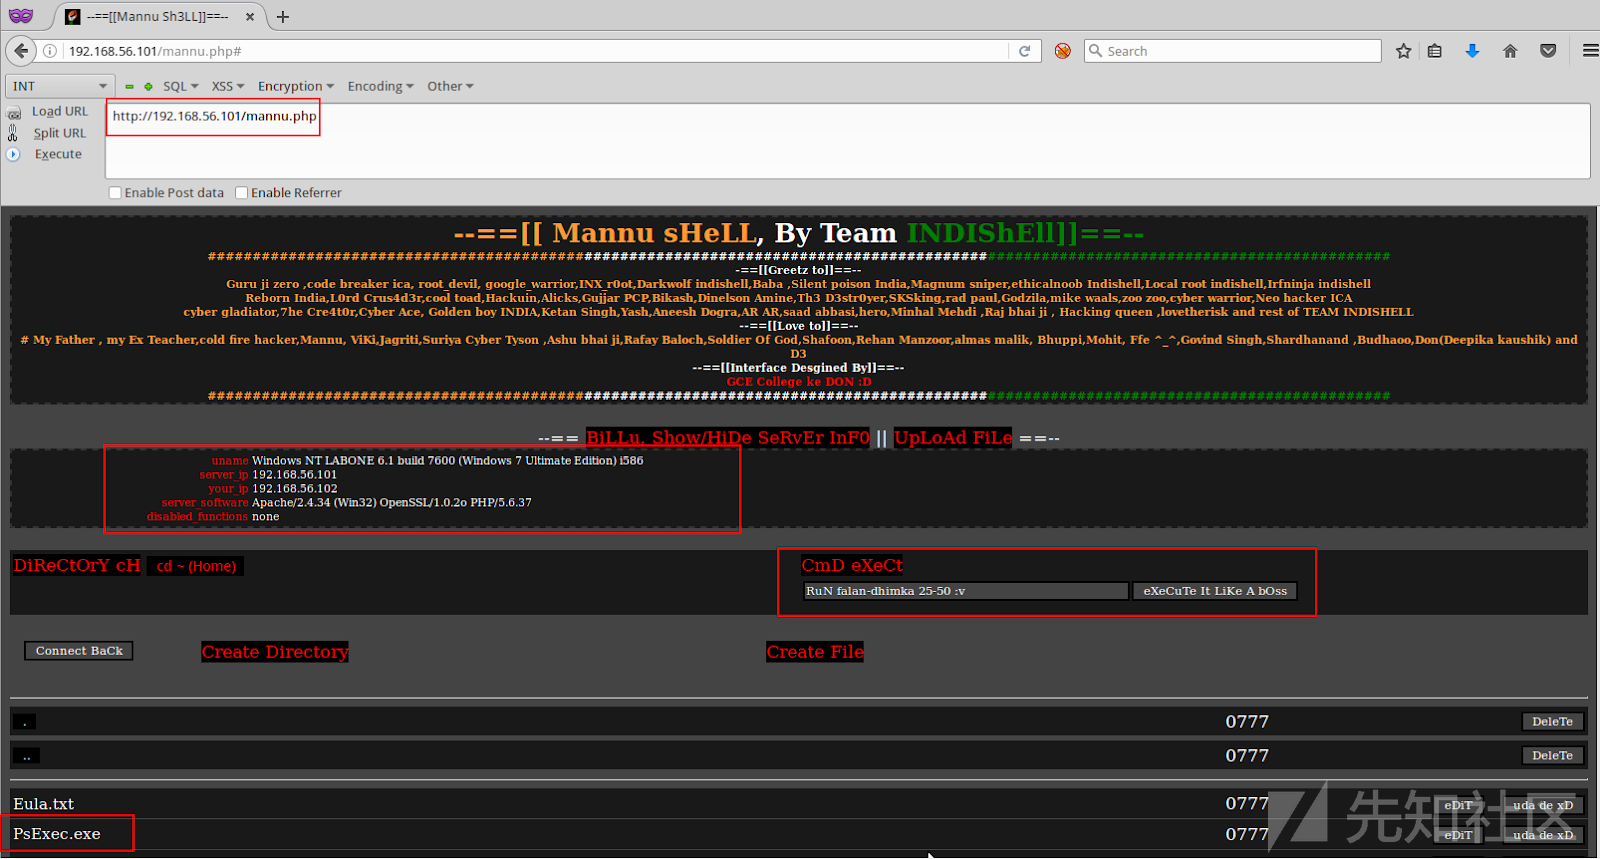 --==[[Mannu Sh3LL]]==--
192.168.56.101/mannu.php#
Search
INT
SQL
XSS
Encryption
Encoding
Other
Load URL
Split URL
Execute
http://192.168.56.101/mannu.php
Enable Post data
Enable Referrer
--==[[ Mannu sHeLL, By Team INDIShEll]]==--
-==[[Greetz to]]==--
Guru ji zero ,code breaker ica, root_devil, google_warrior,INX_r0ot,Darkwolf indishell,Baba ,Silent poison India,Magnum sniper,ethicalnoob Indishell,Local root indishell,Irfninja indishell
Reborn India,L0rd Crus4d3r,cool toad,Hackuin,Alicks,Gujjar PCP,Bikash,Dinelson Amine,Th3 D3str0yer,SKSking,rad paul,Godzila,mike waals,zoo zoo,cyber warrior,Neo hacker ICA
cyber gladiator,7he Cre4t0r,Cyber Ace, Golden boy INDIA,Ketan Singh,Yash,Aneesh Dogra,AR AR,saad abbasi,hero,Minhal Mehdi ,Raj bhai ji , Hacking queen ,lovetherisk and rest of TEAM INDISHELL
--==[[Love to]]==--
# My Father , my Ex Teacher,cold fire hacker,Mannu, ViKi,Jagriti,Suriya Cyber Tyson ,Ashu bhai ji,Rafay Baloch,Soldier Of God,Shafoon,Rehan Manzoor,almas malik, Bhuppi,Mohit, Ffe ^_^,Govind Singh,Shardhanand ,Budhaoo,Don(Deepika kaushik) and
D3
--==[[Interface Desgined By]]==--
GCE College ke DON :D
--== BiLLu, Show/HiDe SeRvEr InF0 || UpLoAd FiLe ==--
uname Windows NT LABONE 6.1 build 7600 (Windows 7 Ultimate Edition) i586
server_ip 192.168.56.101
your_ip 192.168.56.102
server_software Apache/2.4.34 (Win32) OpenSSL/1.0.2o PHP/5.6.37
disabled_functions none
DiReCtOrY cH cd ~ (Home)
CmD eXeCt
RuN falan-dhimka 25-50 :v
eXeCuTe It LiKe A bOss
Connect BaCk
Create Directory
Create File
. 0777 DeleTe
.. 0777 DeleTe
Eula.txt 0777 eDiT uda de xD
PsExec.exe 0777 eDiT uda de xD
先知社区